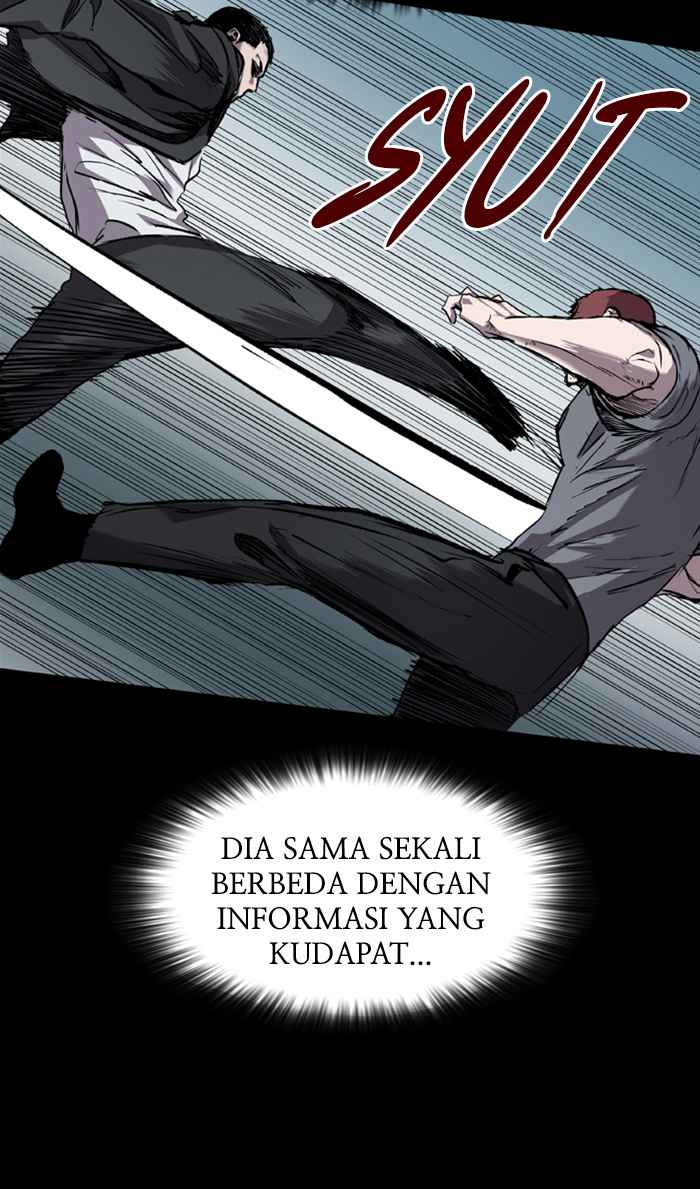 SYUT
DIA SAMA SEKALI
BERBEDA DENGAN
INFORMASI YANG
KUDAPAT...